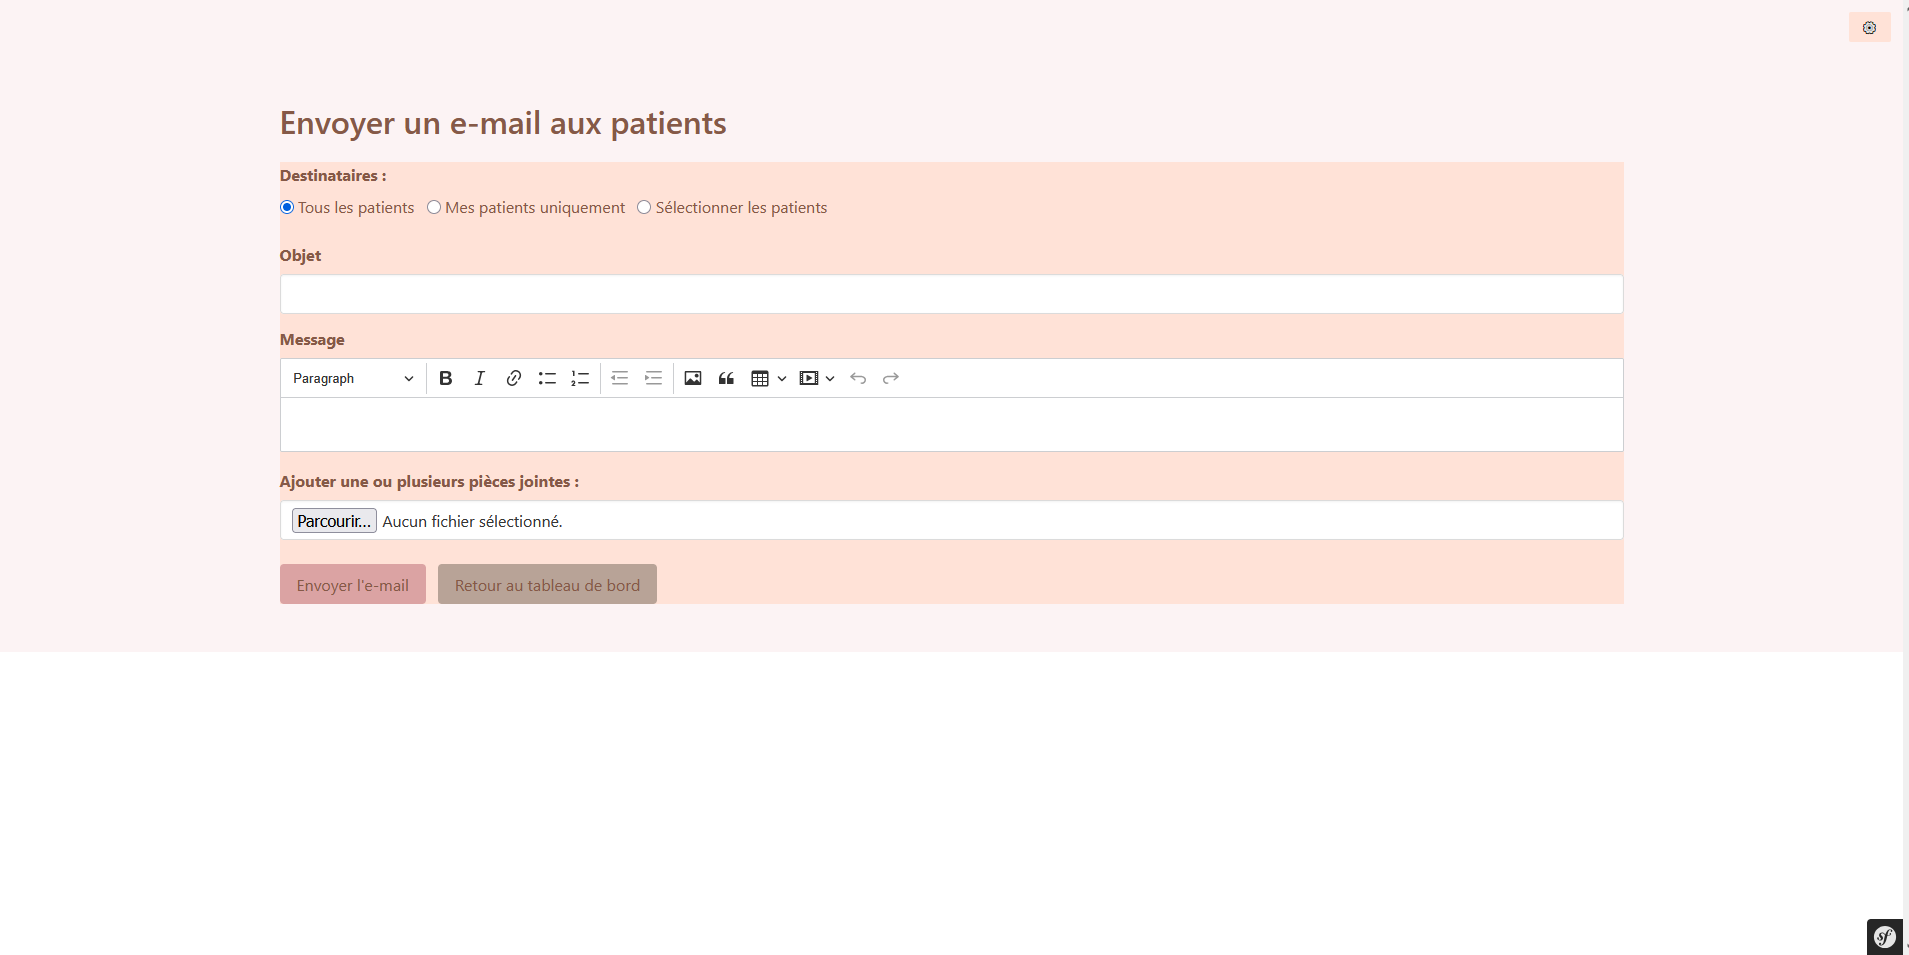 Envoyer un e-mail aux patients
Destinataires :
Tous les patients Mes patients uniquement Sélectionner les patients
Objet
Message
Paragraph
Ajouter une ou plusieurs pièces jointes :
Parcourir... Aucun fichier sélectionné.
Envoyer l'e-mail Retour au tableau de bord
sf